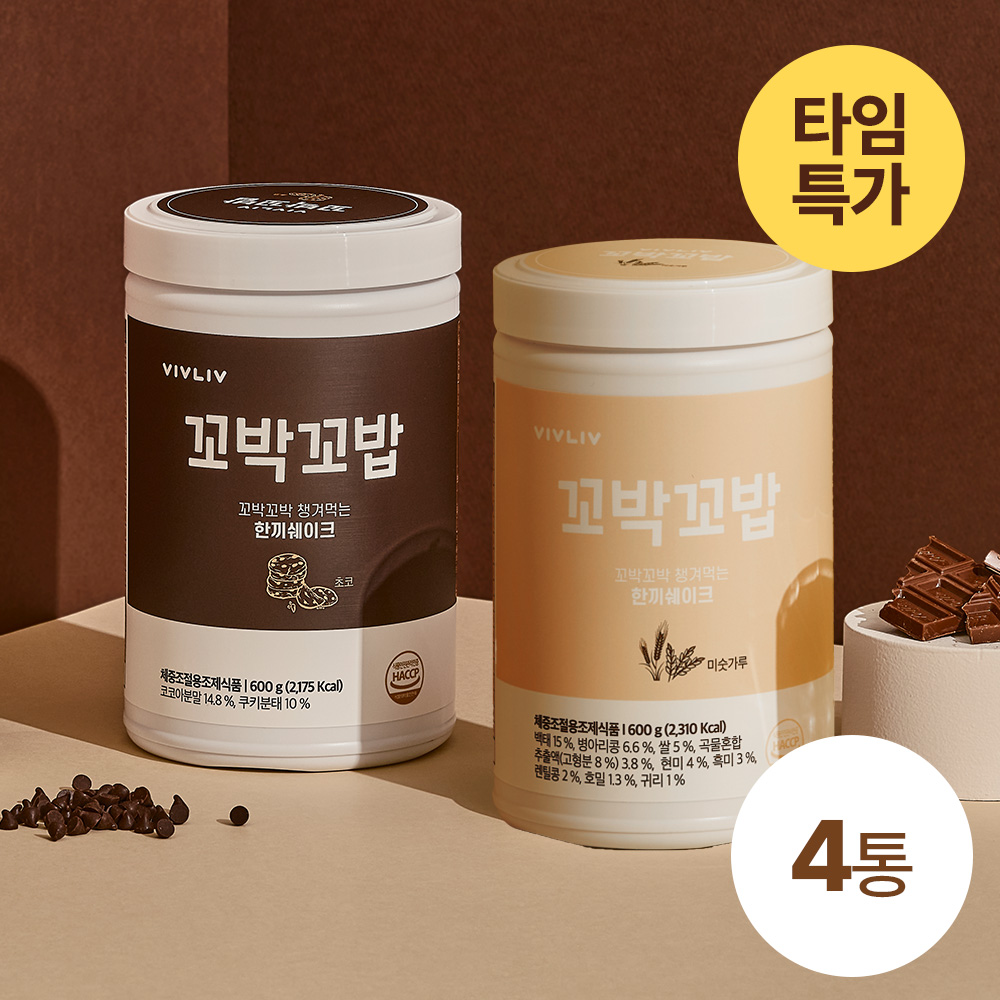 타임
특가
꼬박꼬밥
VIVLIV
꼬박꼬밥
꼬박꼬박 챙겨먹는
한끼쉐이크
초코
체중조절용조제식품 | 600 g (2,175 Kcal)
코코아분말 14.8 %, 쿠키분태 10 %
HACCP
VIVLIV
꼬박꼬밥
꼬박꼬박 챙겨먹는
한끼쉐이크
미숫가루
체중조절용조제식품 | 600 g (2,310 Kcal)
백태 15 %, 병아리콩 6.6 %, 쌀 5 %, 곡물혼합
추출액(고형분 8 %) 3.8 %, 현미 4 %, 흑미 3 %,
렌틸콩 2 %, 호밀 1.3 %, 귀리 1 %
HACCP
4통